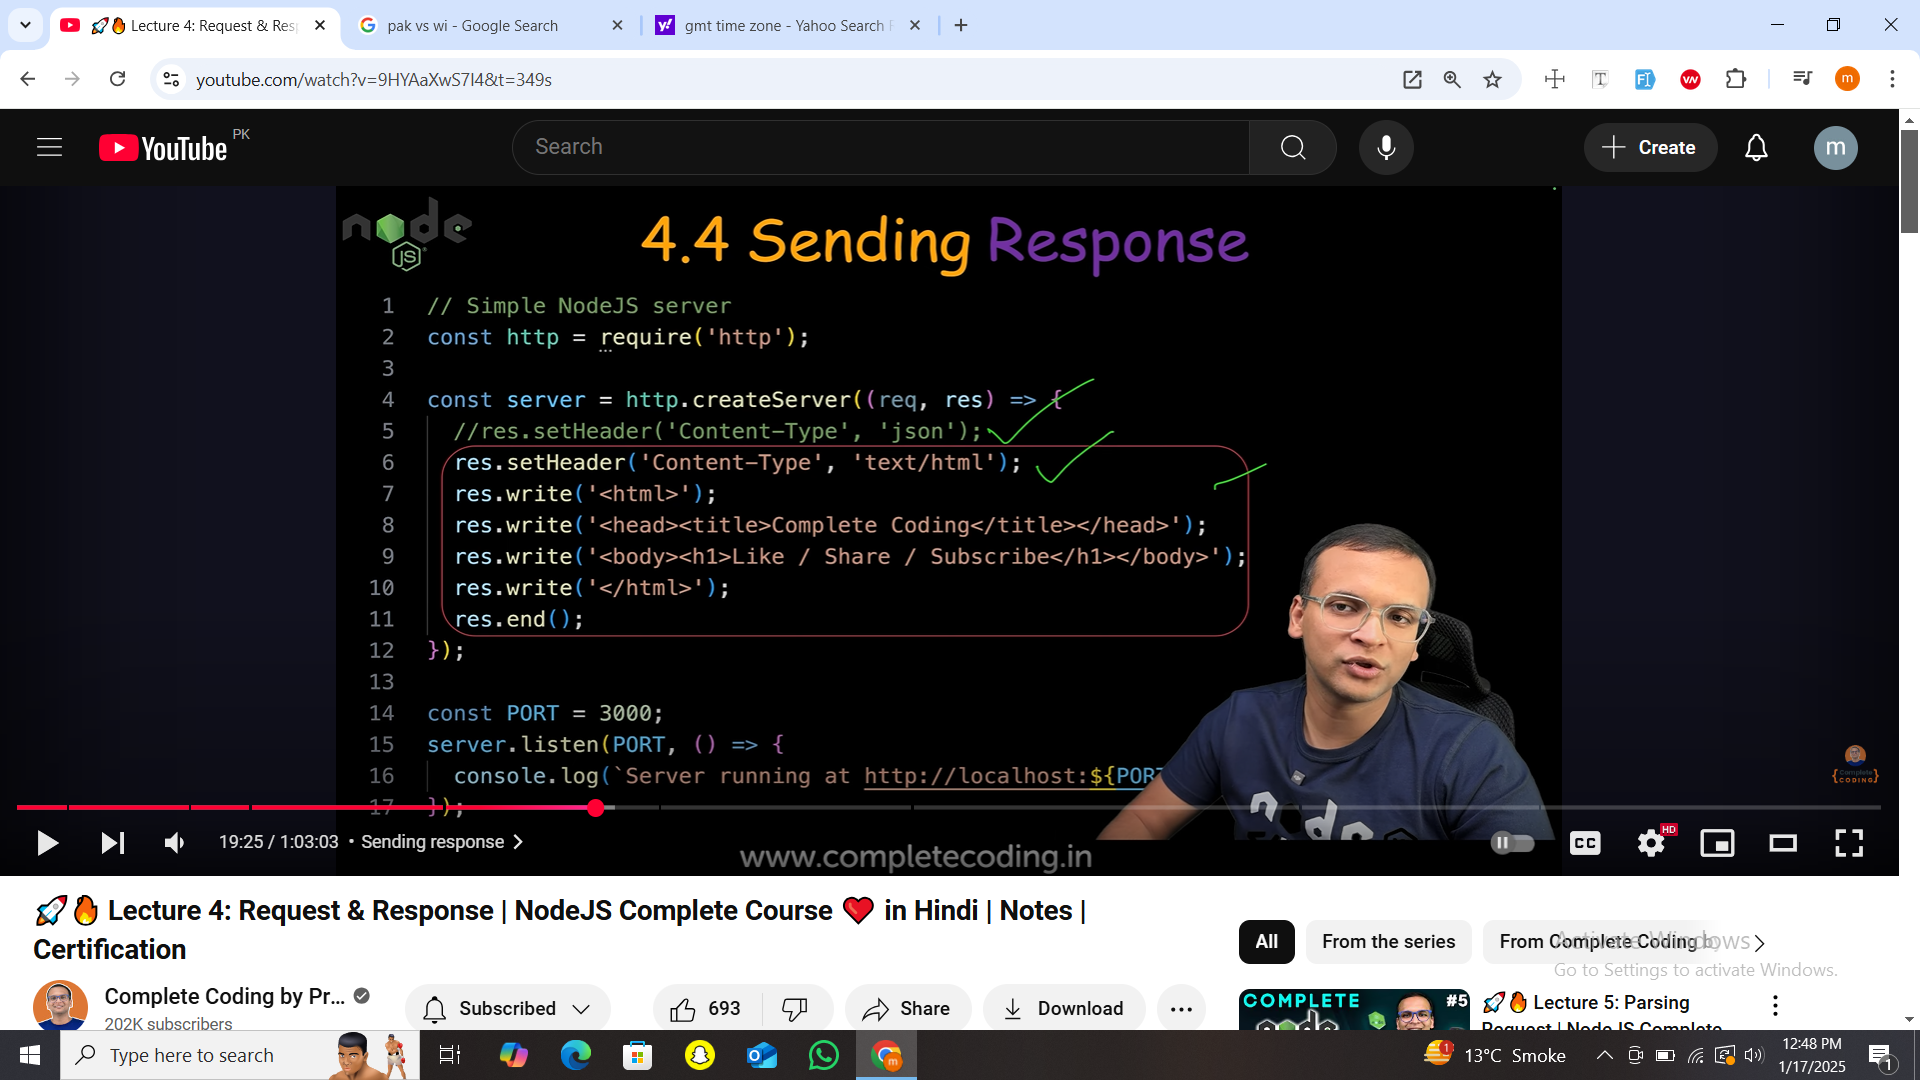 Lecture 4: Request & Res
pak vs wi - Google Search
gmt time zone - Yahoo Search
youtube.com/watch?v=9HYAaXwS7I4&t=349s
YouTube PK
Search
Create
m
node
JS
4.4 Sending Response
1 // Simple NodeJS server
2 const http = require('http');
3
4 const server = http.createServer((req, res) => {
5 //res.setHeader('Content-Type', 'json');
6 res.setHeader('Content-Type', 'text/html');
7 res.write('<html>');
8 res.write('<head><title>Complete Coding</title></head>');
9 res.write('<body><h1>Like / Share / Subscribe</h1></body>');
10 res.write('</html>');
11 res.end();
12 });
13
14 const PORT = 3000;
15 server.listen(PORT, () => {
16 console.log(`Server running at http://localhost:${PORT
17 });
Complete
CODING
19:25 / 1:03:03 • Sending response
CC
HD
www.completecoding.in
Lecture 4: Request & Response | NodeJS Complete Course in Hindi | Notes |
Certification
All
From the series
From Complete Coding b
Activate Windows
Go to Settings to activate Windows.
Complete Coding by Pr...
202K subscribers
Subscribed
693
Share
Download
COMPLETE
#5
Lecture 5: Parsing
Request | Node JS Complete
Type here to search
13°C Smoke
12:48 PM
1/17/2025
1